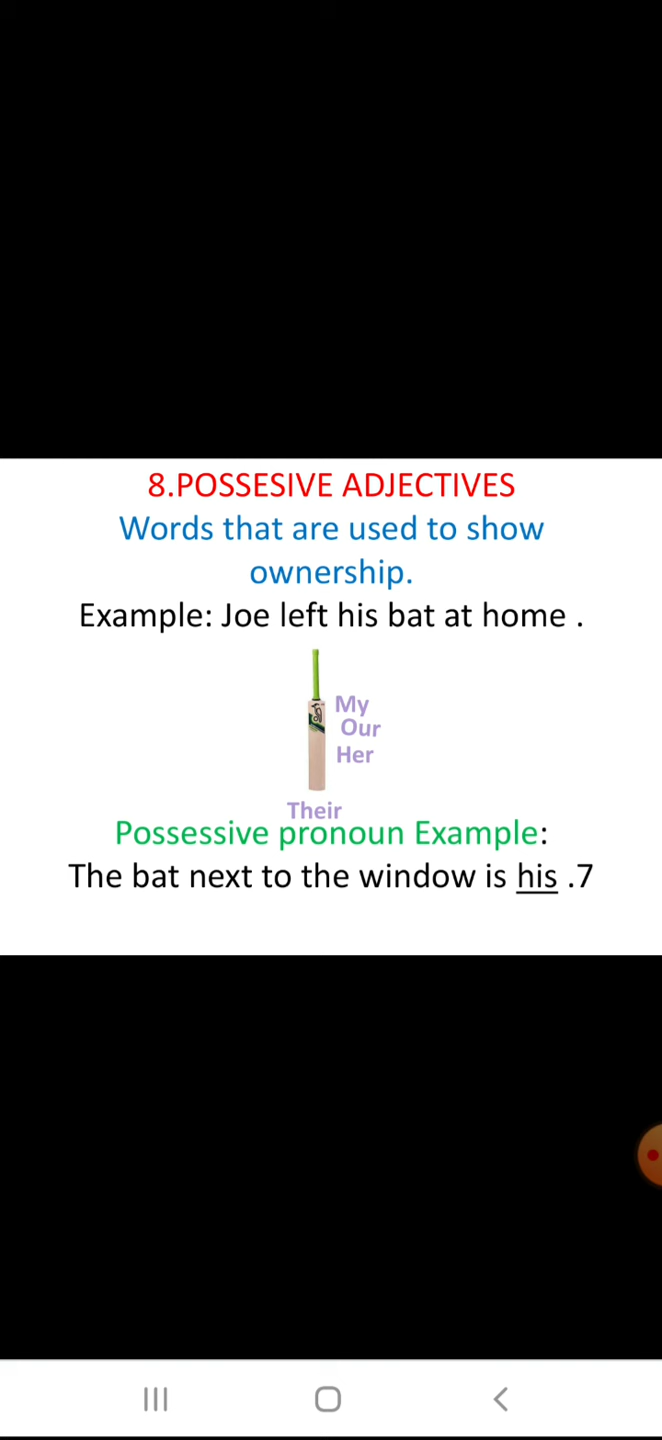 8.POSSESIVE ADJECTIVES
Words that are used to show
ownership.
Example: Joe left his bat at home .
My
Our
Her
Their
Possessive pronoun Example:
The bat next to the window is his .7